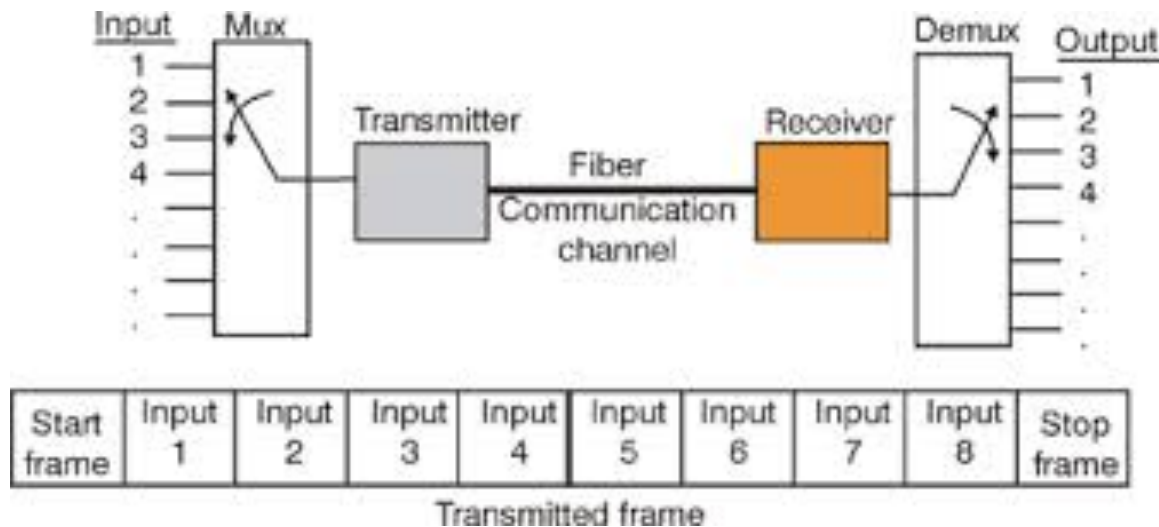 Input Mux Demux Output
1
2
3
4
.
.
.
.
Transmitter
Fiber
Communication
channel
Receiver
1
2
3
4
.
.
.
.
Start frame
Input 1
Input 2
Input 3
Input 4
Input 5
Input 6
Input 7
Input 8
Stop frame
Transmitted frame